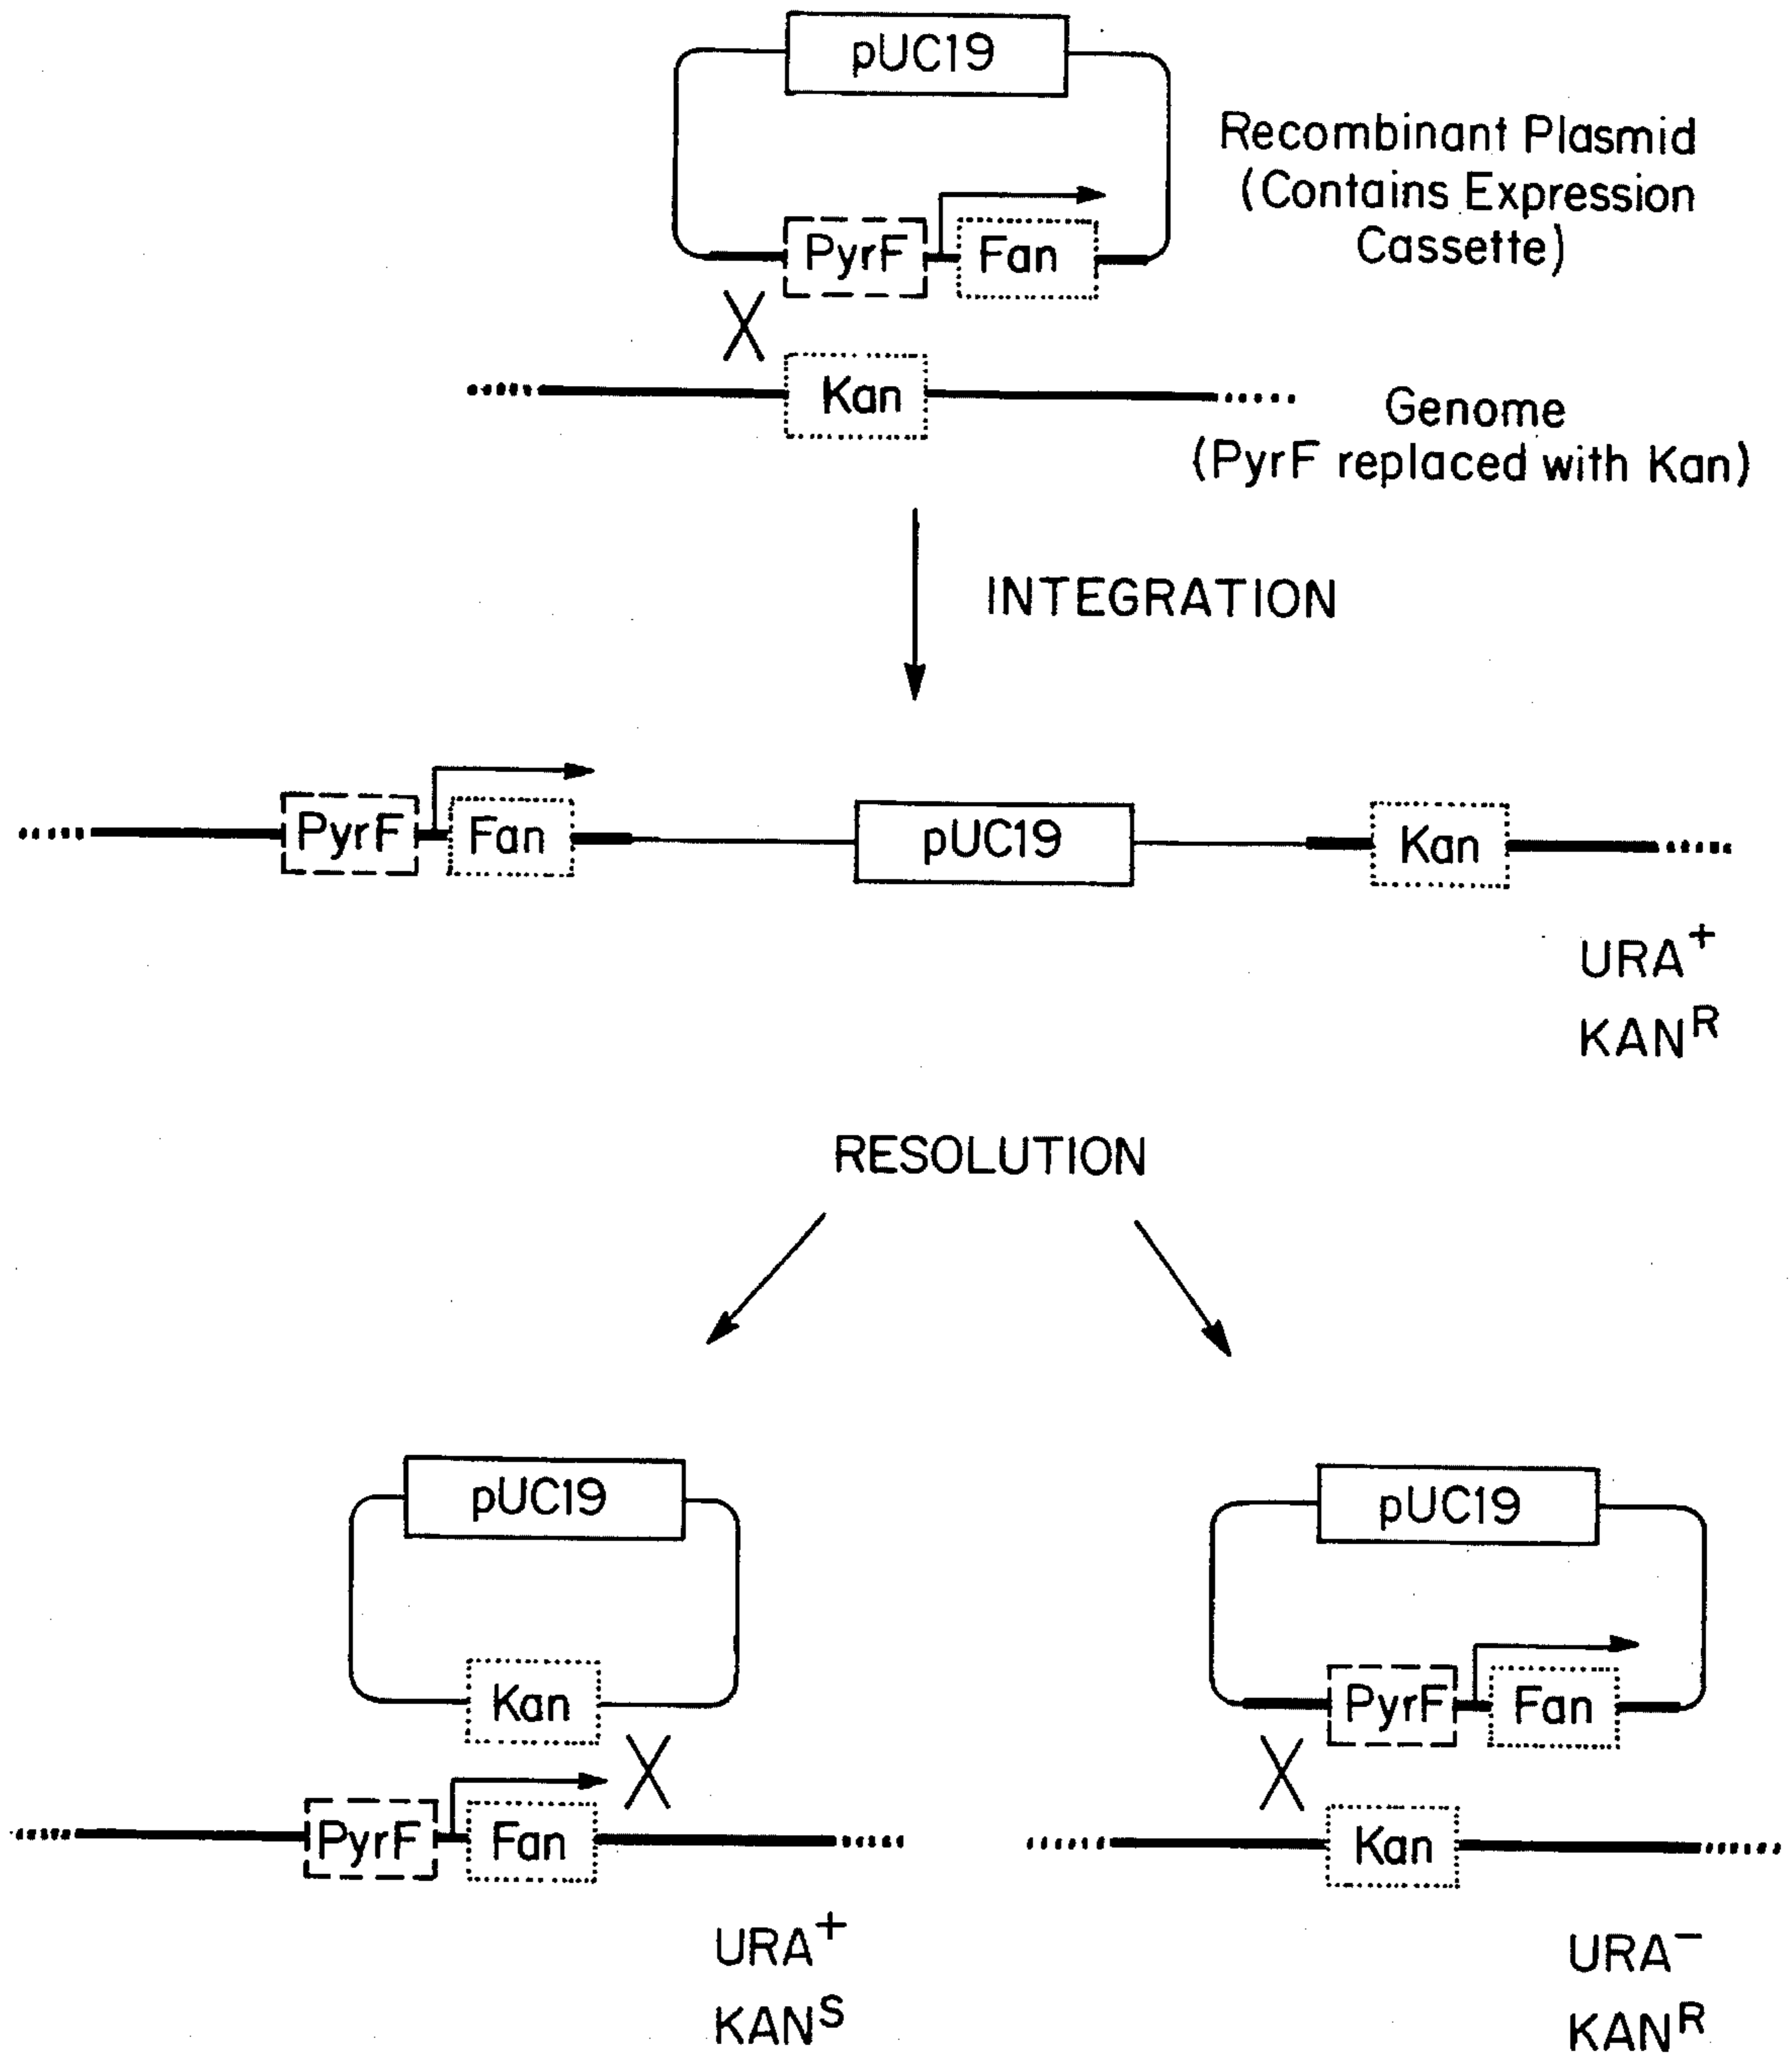 pUC19
Recombinant Plasmid
(Contains Expression
Cassette)
PyrF
Fan
Kan
Genome
(PyrF replaced with Kan)
INTEGRATION
PyrF
Fan
pUC19
Kan
URA+
KANR
RESOLUTION
pUC19
Kan
PyrF
Fan
URA+
KANS
pUC19
PyrF
Fan
Kan
URA−
KANR